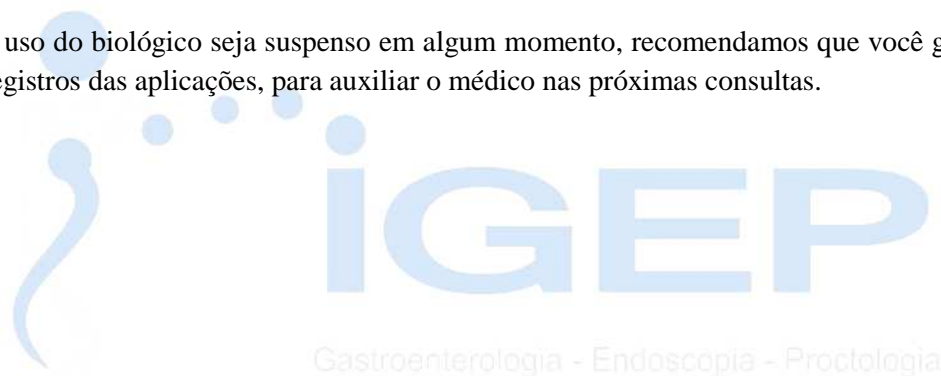 uso do biológico seja suspenso em algum momento, recomendamos que você g
egistros das aplicações, para auxiliar o médico nas próximas consultas.
iGEP
Gastroenterologia - Endoscopia - Proctologia